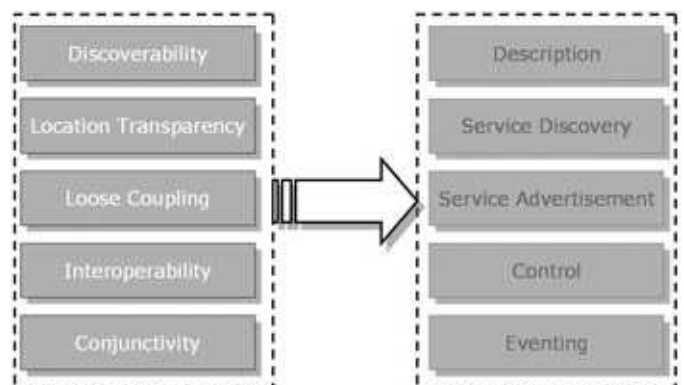 Discoverability
Location Transparency
Loose Coupling
Interoperability
Conjunctivity
Description
Service Discovery
Service Advertisement
Control
Eventing